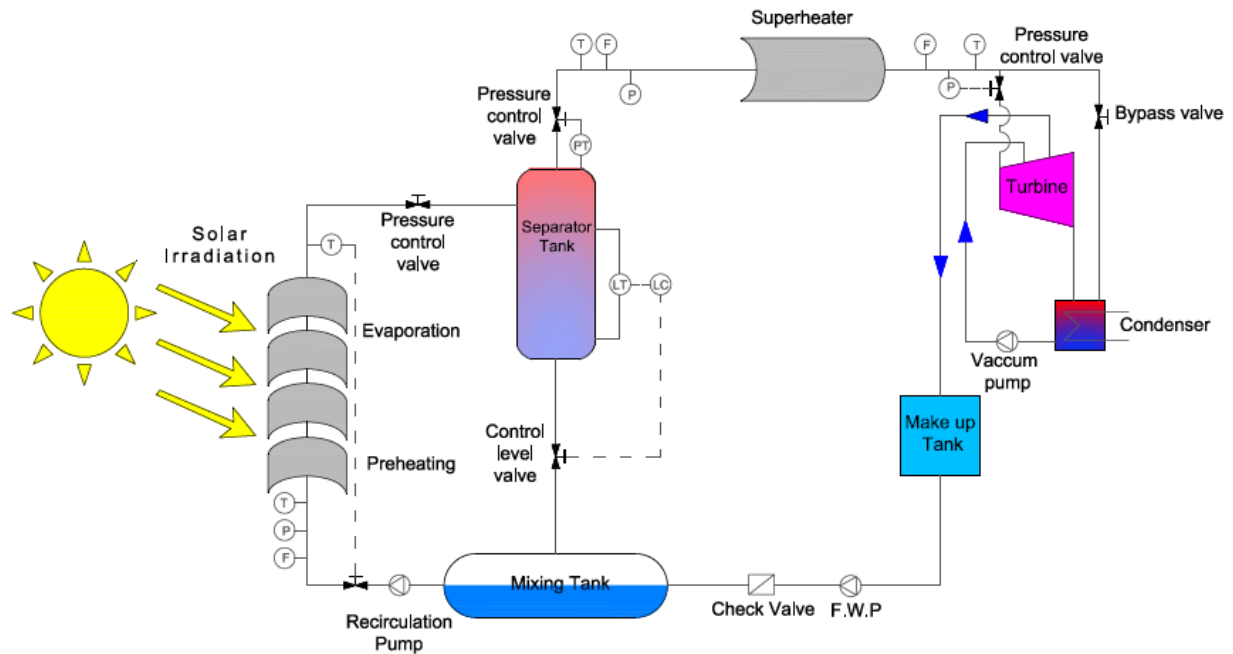 Superheater
T
F
P
F
T
P
Pressure
control valve
Pressure
control
valve
PT
Bypass valve
Turbine
Separator
Tank
Pressure
control
valve
Solar
Irradiation
T
LT
LC
Evaporation
Condenser
Vaccum
pump
Make up
Tank
Control
level
valve
Preheating
T
P
F
Mixing Tank
Recirculation
Pump
Check Valve
F.W.P